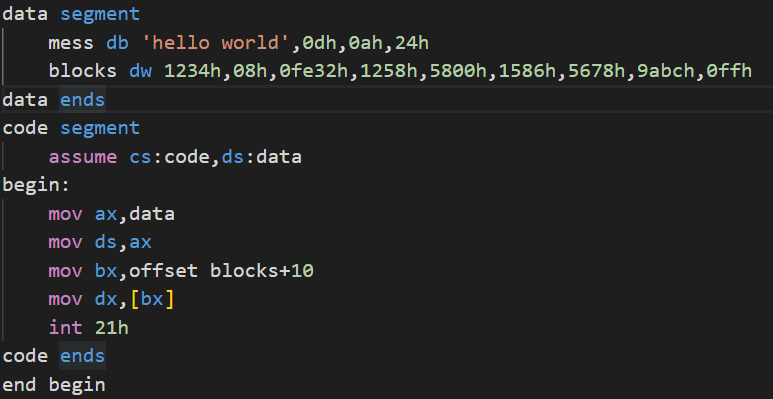 data segment
    mess db 'hello world',0dh,0ah,24h
    blocks dw 1234h,08h,0fe32h,1258h,5800h,1586h,5678h,9abch,0ffh
data ends
code segment
    assume cs:code,ds:data
begin:
    mov ax,data
    mov ds,ax
    mov bx,offset blocks+10
    mov dx,[bx]
    int 21h
code ends
end begin